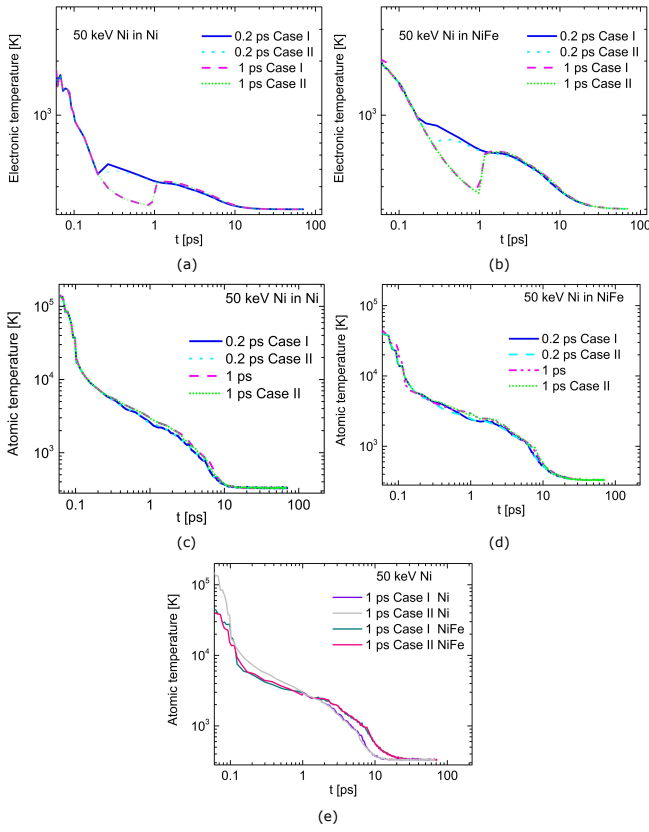 50 keV Ni in Ni
0.2 ps Case I
0.2 ps Case II
1 ps Case I
1 ps Case II
Electronic temperature [K]
10³
0.1 1 10 100
t [ps]
(a)
50 keV Ni in NiFe
0.2 ps Case I
0.2 ps Case II
1 ps Case I
1 ps Case II
Electronic temperature [K]
10³
0.1 1 10 100
t [ps]
(b)
50 keV Ni in Ni
0.2 ps Case I
0.2 ps Case II
1 ps
1 ps Case II
Atomic temperature [K]
10⁵
10⁴
10³
0.1 1 10 100
t [ps]
(c)
50 keV Ni in NiFe
0.2 ps Case I
0.2 ps Case II
1 ps
1 ps Case II
Atomic temperature [K]
10⁵
10⁴
10³
0.1 1 10 100
t [ps]
(d)
50 keV Ni
1 ps Case I Ni
1 ps Case II Ni
1 ps Case I NiFe
1 ps Case II NiFe
Atomic temperature [K]
10⁵
10⁴
10³
0.1 1 10 100
t [ps]
(e)